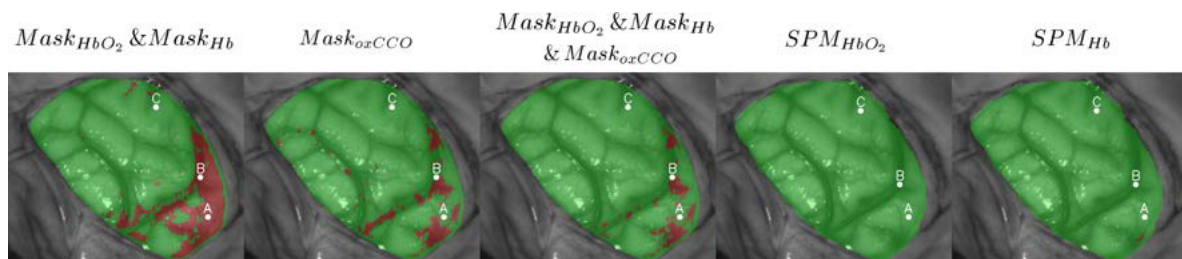 Mask_{HbO_2} & Mask_{Hb}
Mask_{oxCCO}
Mask_{HbO_2} & Mask_{Hb}
& Mask_{oxCCO}
SPM_{HbO_2}
SPM_{Hb}
C
B
A
C
B
A
C
B
A
C
B
A
C
B
A